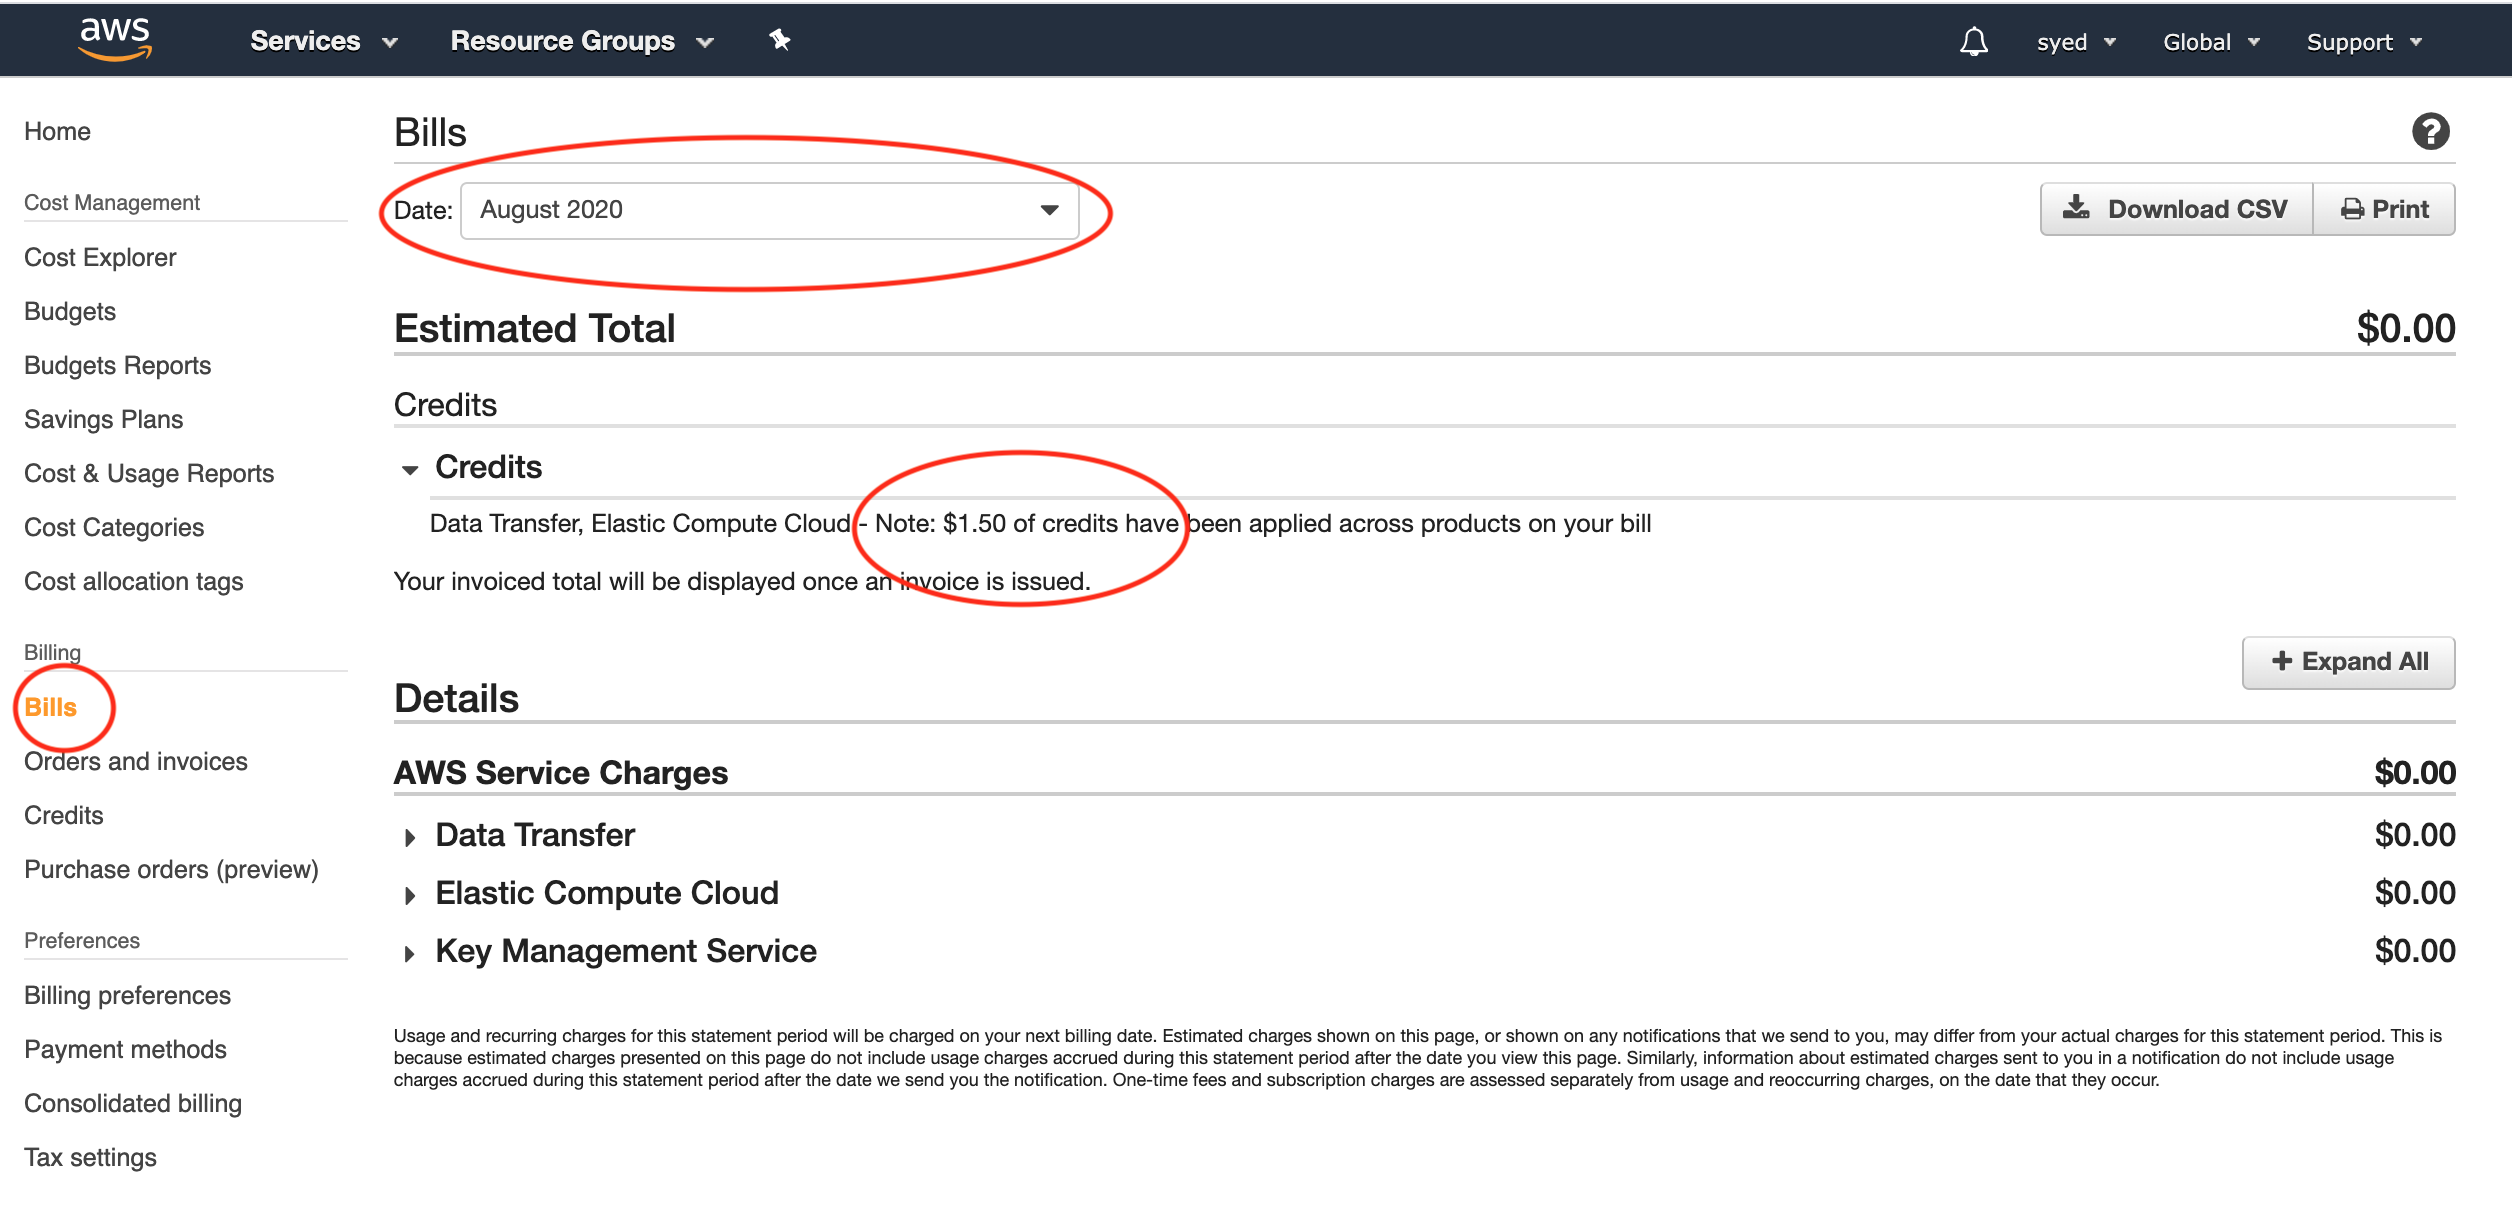 aws Services Resource Groups syed Global Support
Home
Cost Management
Cost Explorer
Budgets
Budgets Reports
Savings Plans
Cost & Usage Reports
Cost Categories
Cost allocation tags
Billing
Bills
Orders and invoices
Credits
Purchase orders (preview)
Preferences
Billing preferences
Payment methods
Consolidated billing
Tax settings
Bills ?
Date: August 2020 Download CSV Print
Estimated Total $0.00
Credits
Credits
Data Transfer, Elastic Compute Cloud - Note: $1.50 of credits have been applied across products on your bill
Your invoiced total will be displayed once an invoice is issued.
+ Expand All
Details
AWS Service Charges $0.00
Data Transfer $0.00
Elastic Compute Cloud $0.00
Key Management Service $0.00
Usage and recurring charges for this statement period will be charged on your next billing date. Estimated charges shown on this page, or shown on any notifications that we send to you, may differ from your actual charges for this statement period. This is
because estimated charges presented on this page do not include usage charges accrued during this statement period after the date you view this page. Similarly, information about estimated charges sent to you in a notification do not include usage
charges accrued during this statement period after the date we send you the notification. One-time fees and subscription charges are assessed separately from usage and reoccurring charges, on the date that they occur.